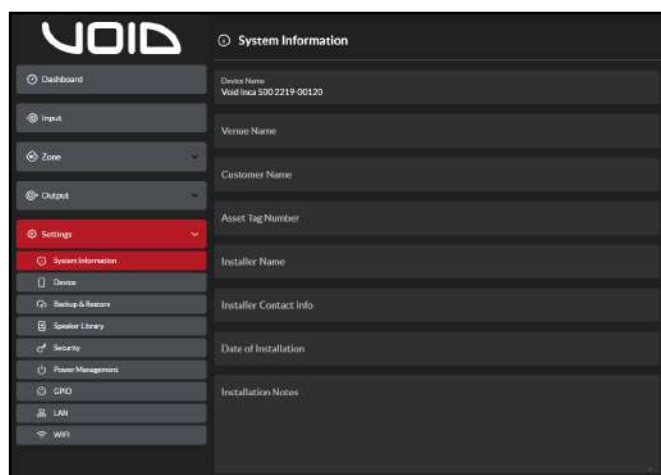 VOID
System Information
Dashboard
Input
Zone
Output
Settings
System Information
Device
Backup & Restore
Speaker Library
Security
Power Management
GPIO
LAN
WIFI
Device Name
Void Inca 500 2219-00120
Venue Name
Customer Name
Asset Tag Number
Installer Name
Installer Contact Info
Date of Installation
Installation Notes